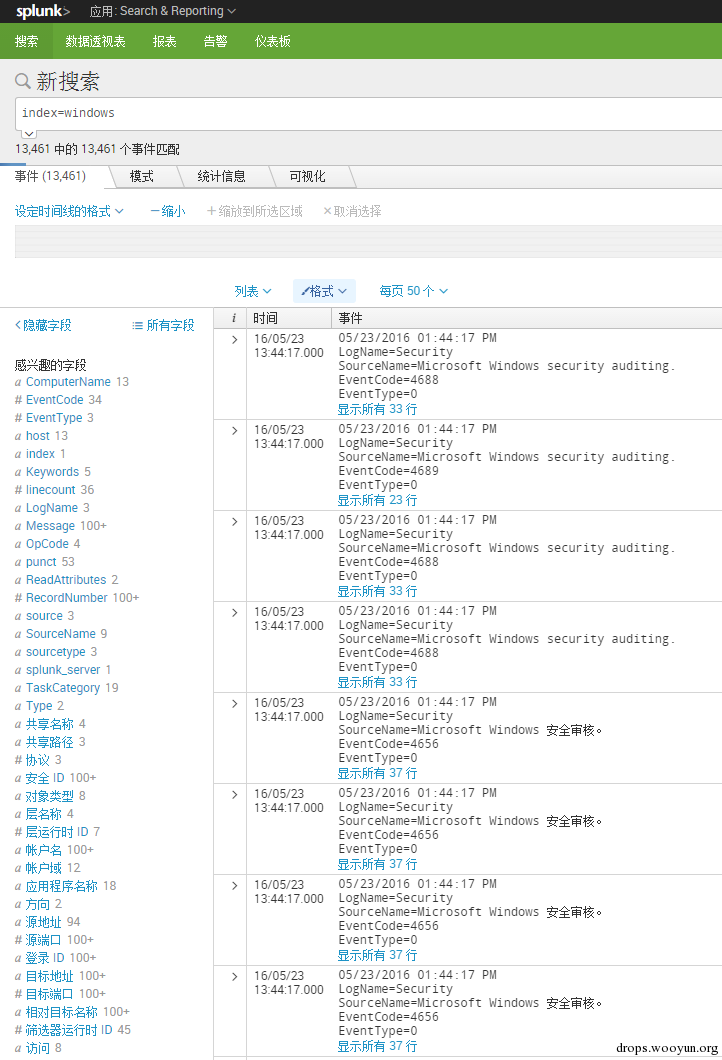 splunk> 应用: Search & Reporting
搜索 数据透视表 报表 告警 仪表板
新搜索
index=windows
13,461 中的 13,461 个事件匹配
事件 (13,461) 模式 统计信息 可视化
设定时间线的格式 －缩小 ＋缩放到所选区域 ×取消选择
列表 格式 每页 50 个
隐藏字段 所有字段
感兴趣的字段
a ComputerName 13
# EventCode 34
# EventType 3
a host 13
a index 1
a Keywords 5
# linecount 36
a LogName 3
a Message 100+
a OpCode 4
a punct 53
a ReadAttributes 2
# RecordNumber 100+
a source 3
a SourceName 9
a sourcetype 3
a splunk_server 1
a TaskCategory 19
a Type 2
a 共享名称 4
a 共享路径 3
# 协议 3
a 安全 ID 100+
a 对象类型 8
a 层名称 4
# 层运行时 ID 7
a 帐户名 100+
a 帐户域 12
a 应用程序名称 18
a 方向 2
a 源地址 94
# 源端口 100+
a 登录 ID 100+
a 目标地址 100+
# 目标端口 100+
a 相对目标名称 100+
# 筛选器运行时 ID 45
a 访问 8
i 时间 事件
16/05/23
13:44:17.000
05/23/2016 01:44:17 PM
LogName=Security
SourceName=Microsoft Windows security auditing.
EventCode=4688
EventType=0
显示所有 33 行
16/05/23
13:44:17.000
05/23/2016 01:44:17 PM
LogName=Security
SourceName=Microsoft Windows security auditing.
EventCode=4689
EventType=0
显示所有 23 行
16/05/23
13:44:17.000
05/23/2016 01:44:17 PM
LogName=Security
SourceName=Microsoft Windows security auditing.
EventCode=4688
EventType=0
显示所有 33 行
16/05/23
13:44:17.000
05/23/2016 01:44:17 PM
LogName=Security
SourceName=Microsoft Windows security auditing.
EventCode=4688
EventType=0
显示所有 33 行
16/05/23
13:44:17.000
05/23/2016 01:44:17 PM
LogName=Security
SourceName=Microsoft Windows 安全审核。
EventCode=4656
EventType=0
显示所有 37 行
16/05/23
13:44:17.000
05/23/2016 01:44:17 PM
LogName=Security
SourceName=Microsoft Windows 安全审核。
EventCode=4656
EventType=0
显示所有 37 行
16/05/23
13:44:17.000
05/23/2016 01:44:17 PM
LogName=Security
SourceName=Microsoft Windows 安全审核。
EventCode=4656
EventType=0
显示所有 37 行
16/05/23
13:44:17.000
05/23/2016 01:44:17 PM
LogName=Security
SourceName=Microsoft Windows 安全审核。
EventCode=4656
EventType=0
显示所有 37 行
drops.wooyun.org